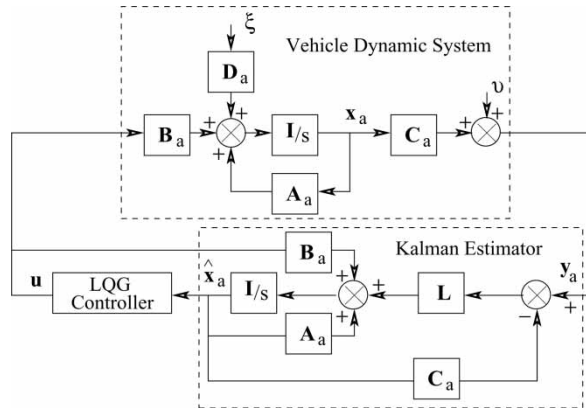 ξ
Vehicle Dynamic System
D a
υ
+ + x a +
+
B a I/s C a
+
A a
B a Kalman Estimator
u x̂ a + y a
LQG
Controller I/s + L
+ − +
A a
C a